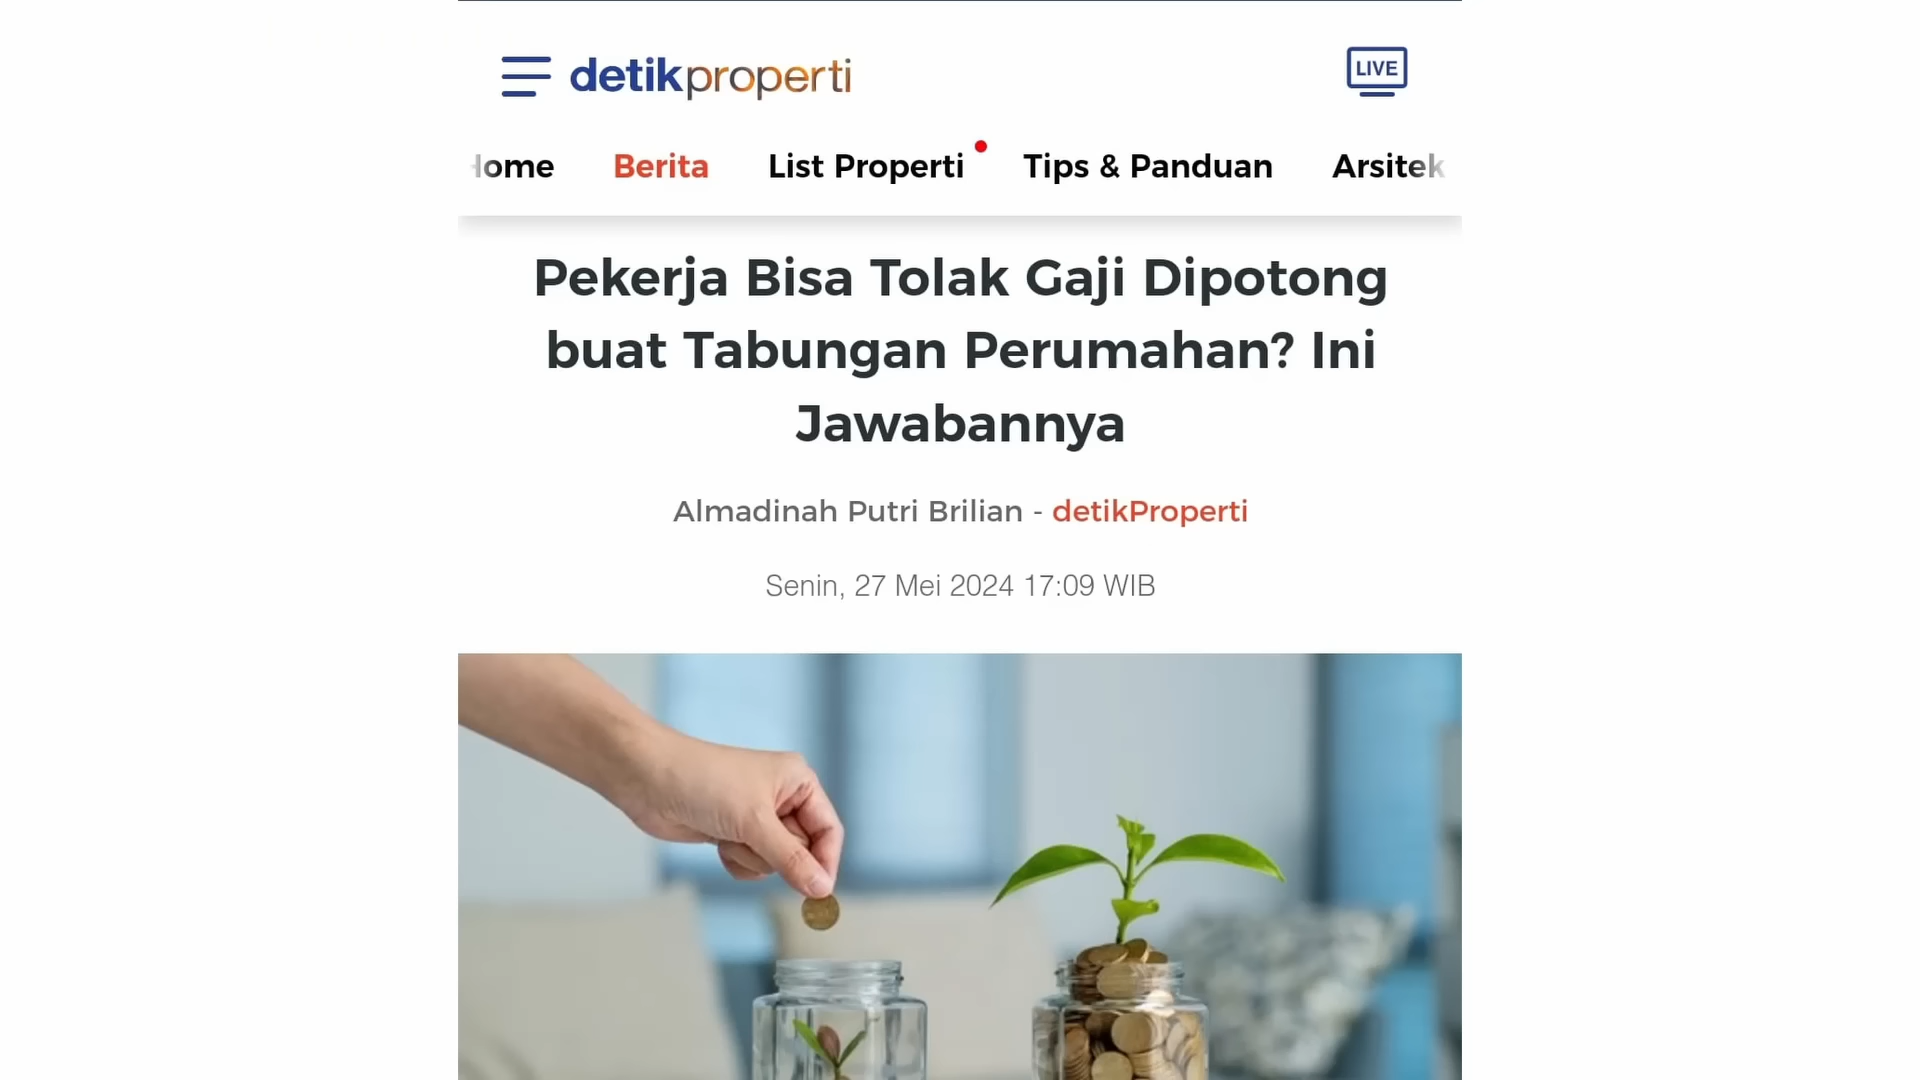 detikproperti
LIVE
Home Berita List Properti Tips & Panduan Arsitek
Pekerja Bisa Tolak Gaji Dipotong
buat Tabungan Perumahan? Ini
Jawabannya
Almadinah Putri Brilian - detikProperti
Senin, 27 Mei 2024 17:09 WIB